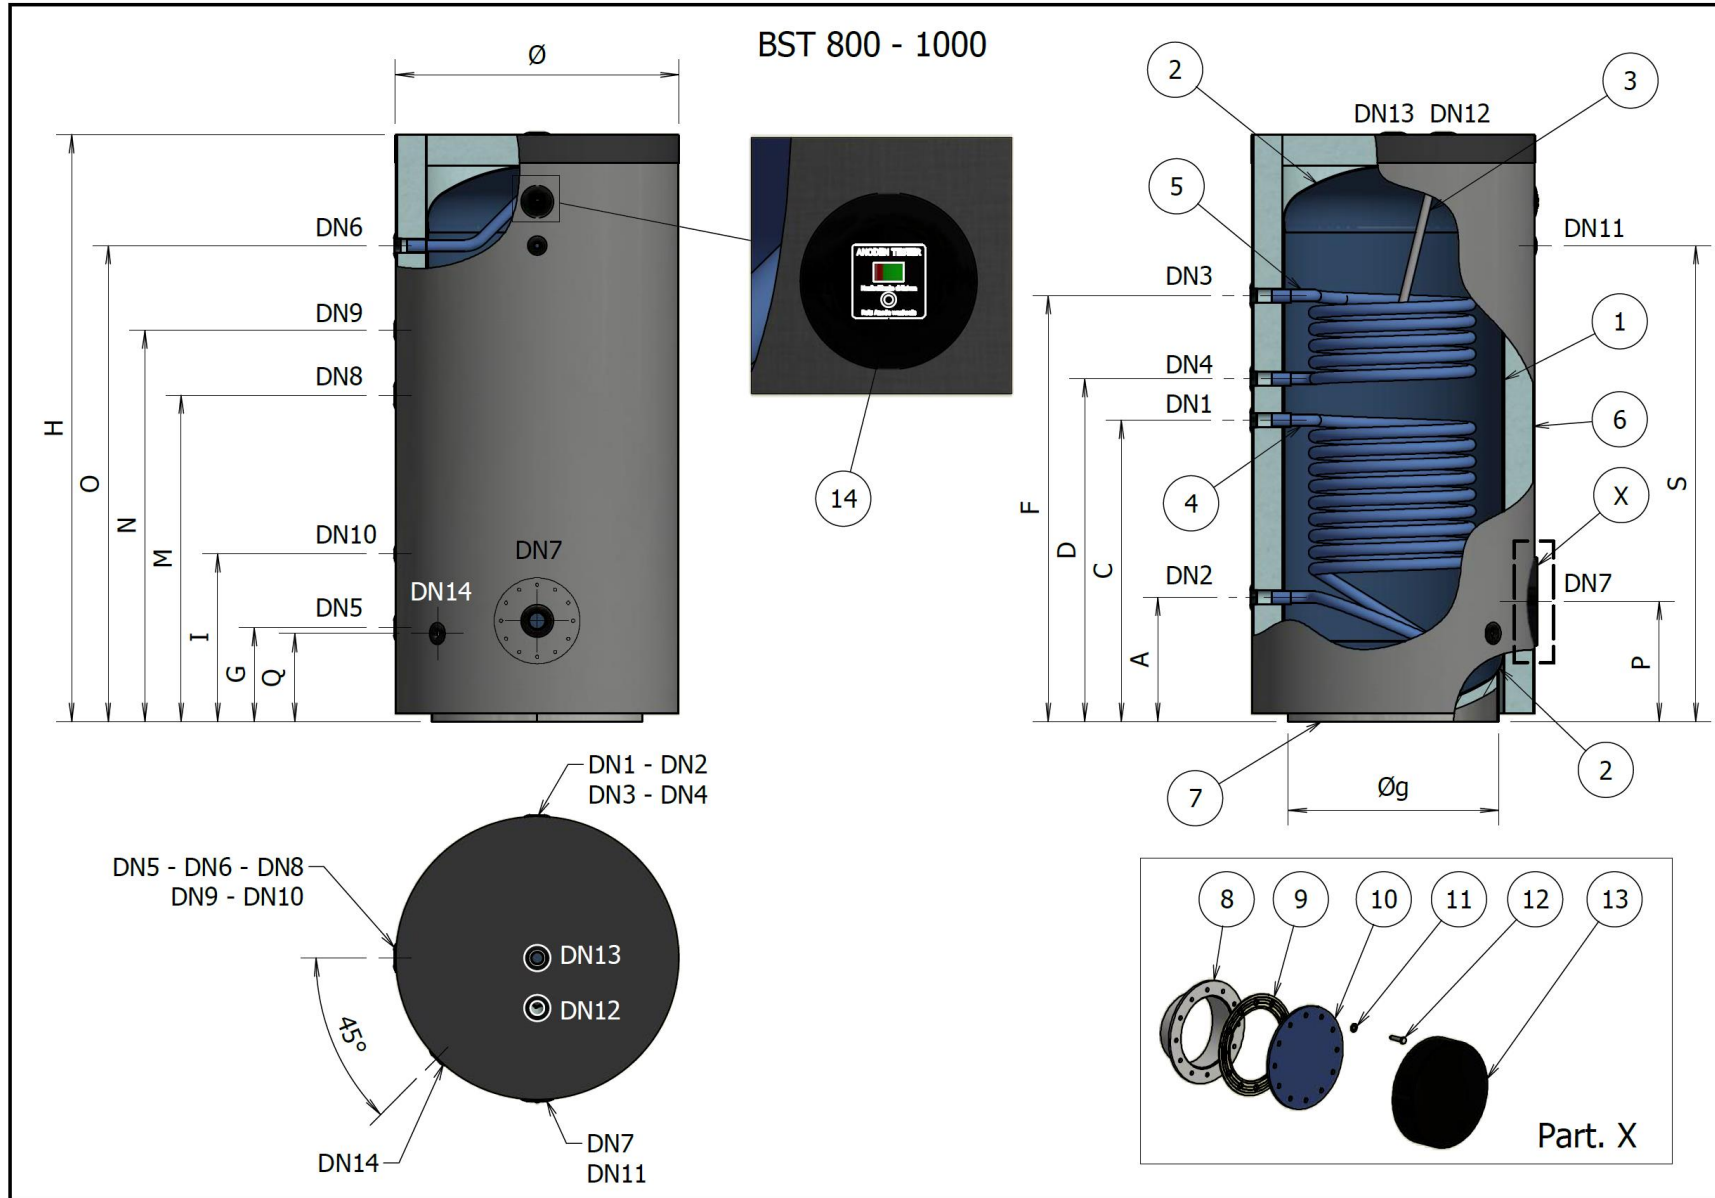 BST 800 - 1000
Ø
H
O
N
M
I
G
Q
DN6
DN9
DN8
DN10
DN5
DN14
DN7
ANODEN TESTER
14
2
3
DN13 DN12
5
DN11
DN3
1
DN4
DN1
6
X
4
DN2
DN7
F
D
C
A
S
P
2
7
Øg
DN1 - DN2
DN3 - DN4
DN5 - DN6 - DN8
DN9 - DN10
DN13
DN12
45°
DN14
DN7
DN11
8
9
10
11
12
13
Part. X